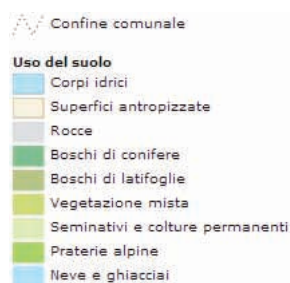 Confine comunale
Uso del suolo
Corpi idrici
Superfici antropizzate
Rocce
Boschi di conifere
Boschi di latifoglie
Vegetazione mista
Seminativi e colture permanenti
Praterie alpine
Neve e ghiacciai